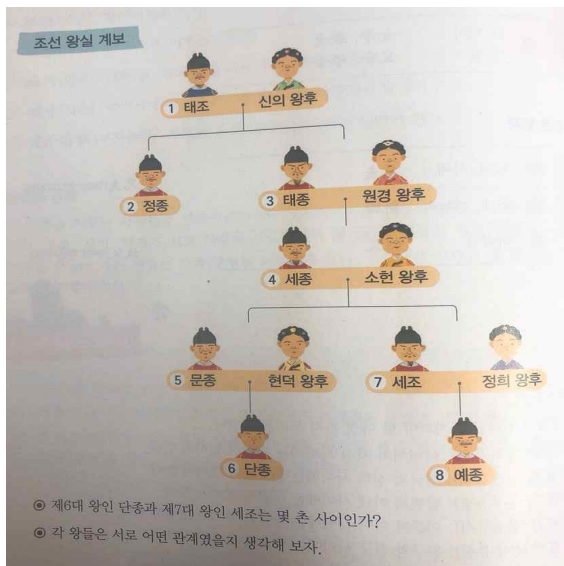 조선 왕실 계보
1 태조 신의 왕후
2 정종
3 태종 원경 왕후
4 세종 소헌 왕후
5 문종 현덕 왕후
7 세조 정희 왕후
6 단종
8 예종
◉ 제6대 왕인 단종과 제7대 왕인 세조는 몇 촌 사이인가?
◉ 각 왕들은 서로 어떤 관계였을지 생각해 보자.